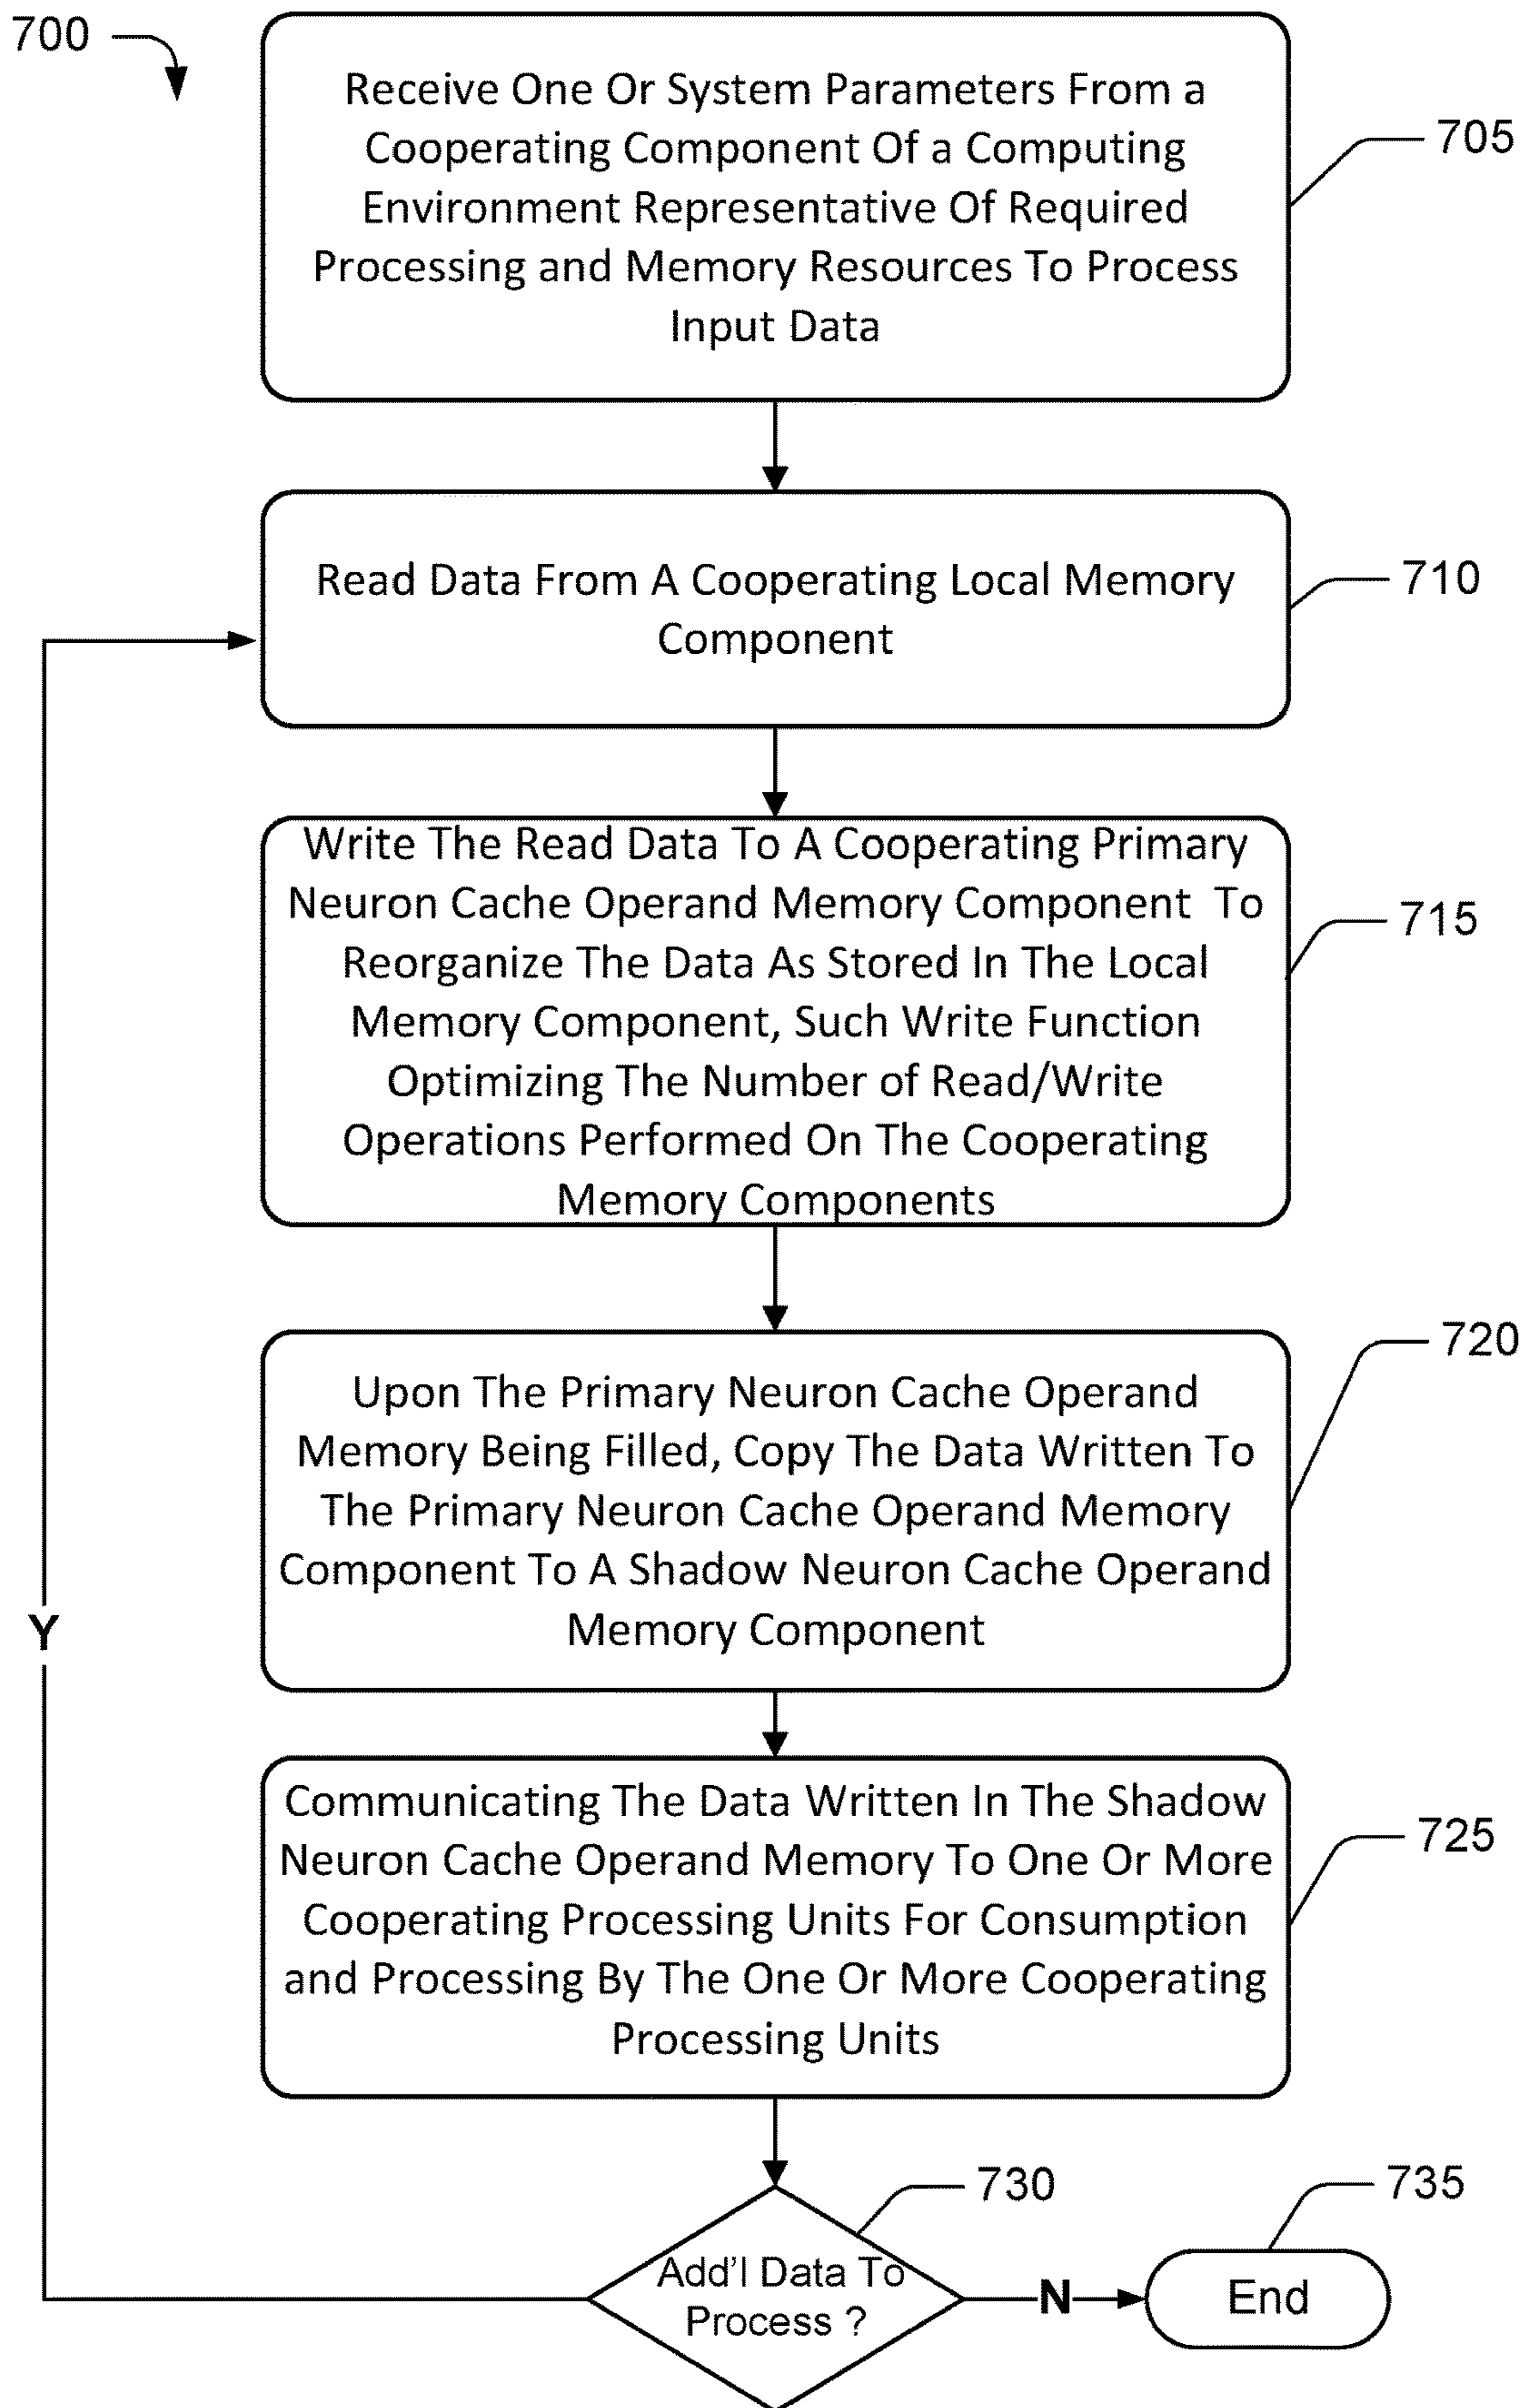 700
Receive One Or System Parameters From a
Cooperating Component Of a Computing
Environment Representative Of Required
Processing and Memory Resources To Process
Input Data
705
Read Data From A Cooperating Local Memory
Component
710
Write The Read Data To A Cooperating Primary
Neuron Cache Operand Memory Component To
Reorganize The Data As Stored In The Local
Memory Component, Such Write Function
Optimizing The Number of Read/Write
Operations Performed On The Cooperating
Memory Components
715
Upon The Primary Neuron Cache Operand
Memory Being Filled, Copy The Data Written To
The Primary Neuron Cache Operand Memory
Component To A Shadow Neuron Cache Operand
Memory Component
720
Y
Communicating The Data Written In The Shadow
Neuron Cache Operand Memory To One Or More
Cooperating Processing Units For Consumption
and Processing By The One Or More Cooperating
Processing Units
725
Add'l Data To
Process ?
730
N
End
735